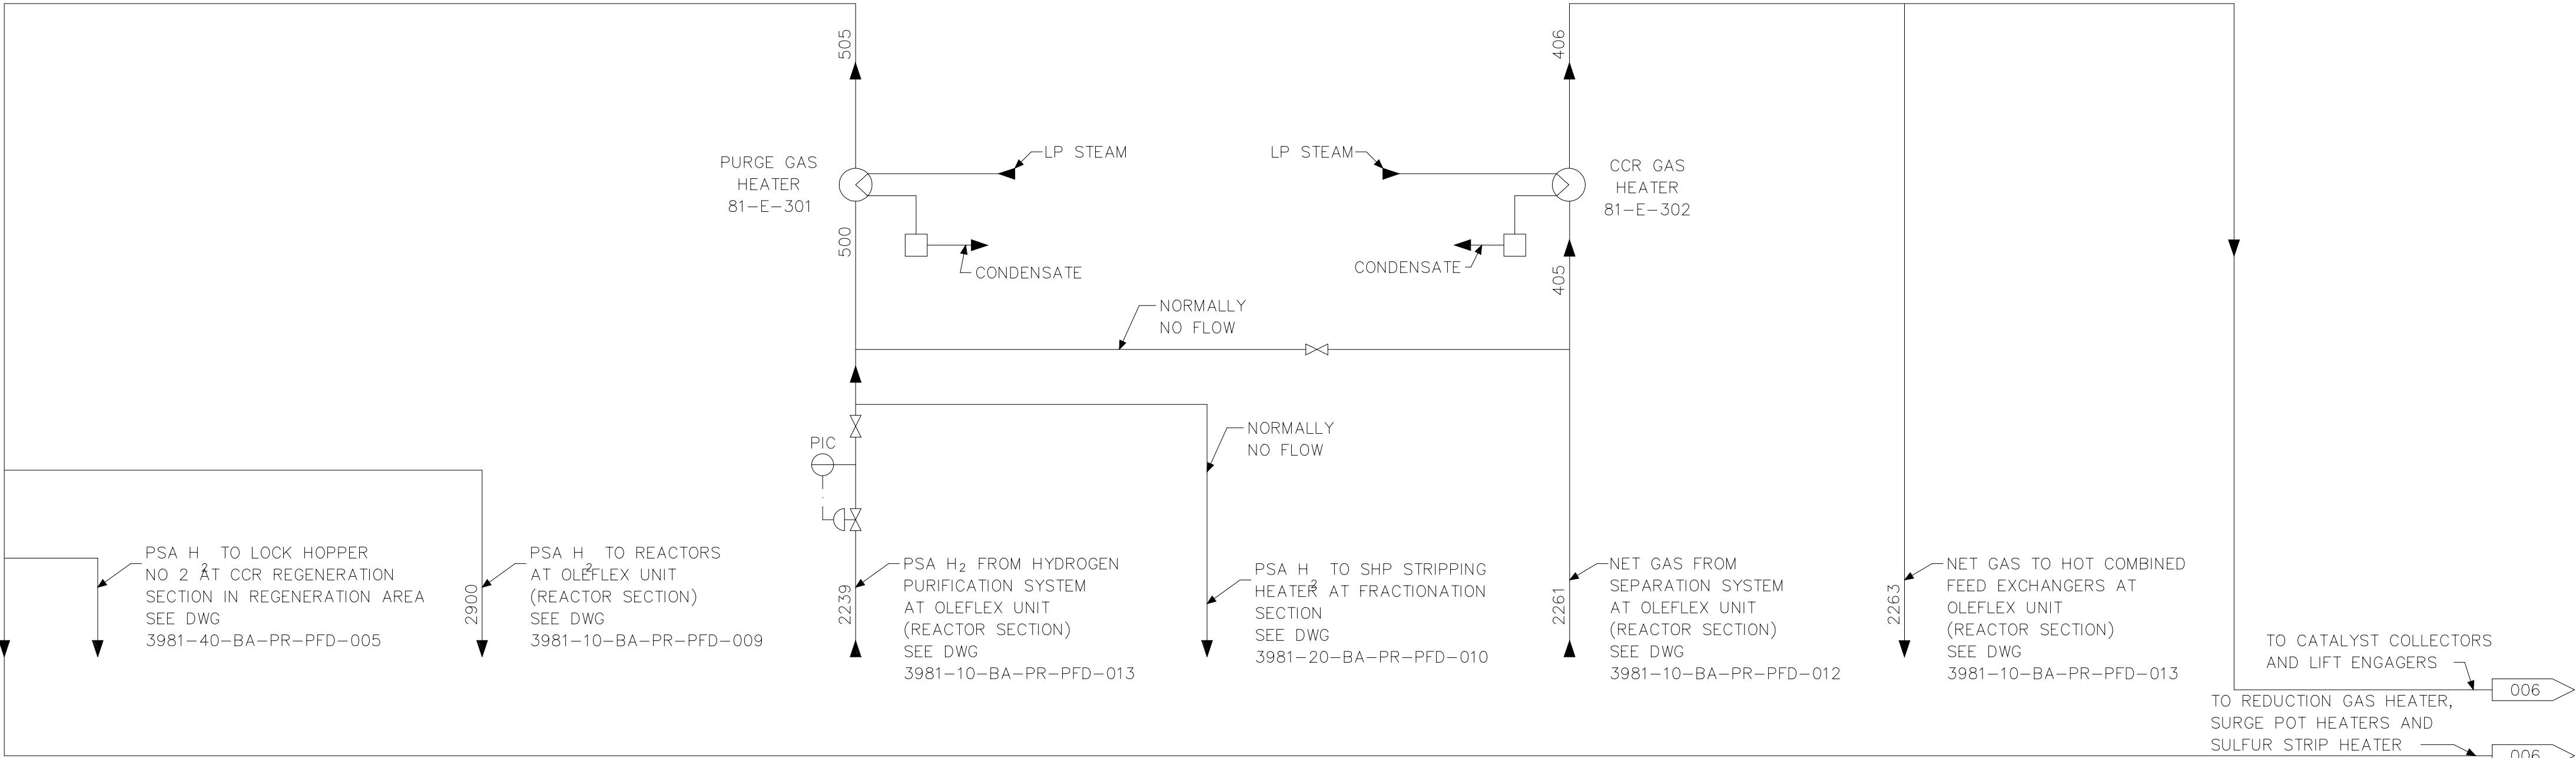 505
406
PURGE GAS
HEATER
81-E-301
LP STEAM
LP STEAM
CCR GAS
HEATER
81-E-302
500
CONDENSATE
CONDENSATE
405
NORMALLY
NO FLOW
NORMALLY
NO FLOW
PIC
PSA H2 TO LOCK HOPPER
NO 2 AT CCR REGENERATION
SECTION IN REGENERATION AREA
SEE DWG
3981-40-BA-PR-PFD-005
2900
PSA H2 TO REACTORS
AT OLEFLEX UNIT
(REACTOR SECTION)
SEE DWG
3981-10-BA-PR-PFD-009
2239
PSA H2 FROM HYDROGEN
PURIFICATION SYSTEM
AT OLEFLEX UNIT
(REACTOR SECTION)
SEE DWG
3981-10-BA-PR-PFD-013
PSA H2 TO SHP STRIPPING
HEATER AT FRACTIONATION
SECTION
SEE DWG
3981-20-BA-PR-PFD-010
2261
NET GAS FROM
SEPARATION SYSTEM
AT OLEFLEX UNIT
(REACTOR SECTION)
SEE DWG
3981-10-BA-PR-PFD-012
2263
NET GAS TO HOT COMBINED
FEED EXCHANGERS AT
OLEFLEX UNIT
(REACTOR SECTION)
SEE DWG
3981-10-BA-PR-PFD-013
TO CATALYST COLLECTORS
AND LIFT ENGAGERS
006
TO REDUCTION GAS HEATER,
SURGE POT HEATERS AND
SULFUR STRIP HEATER
006